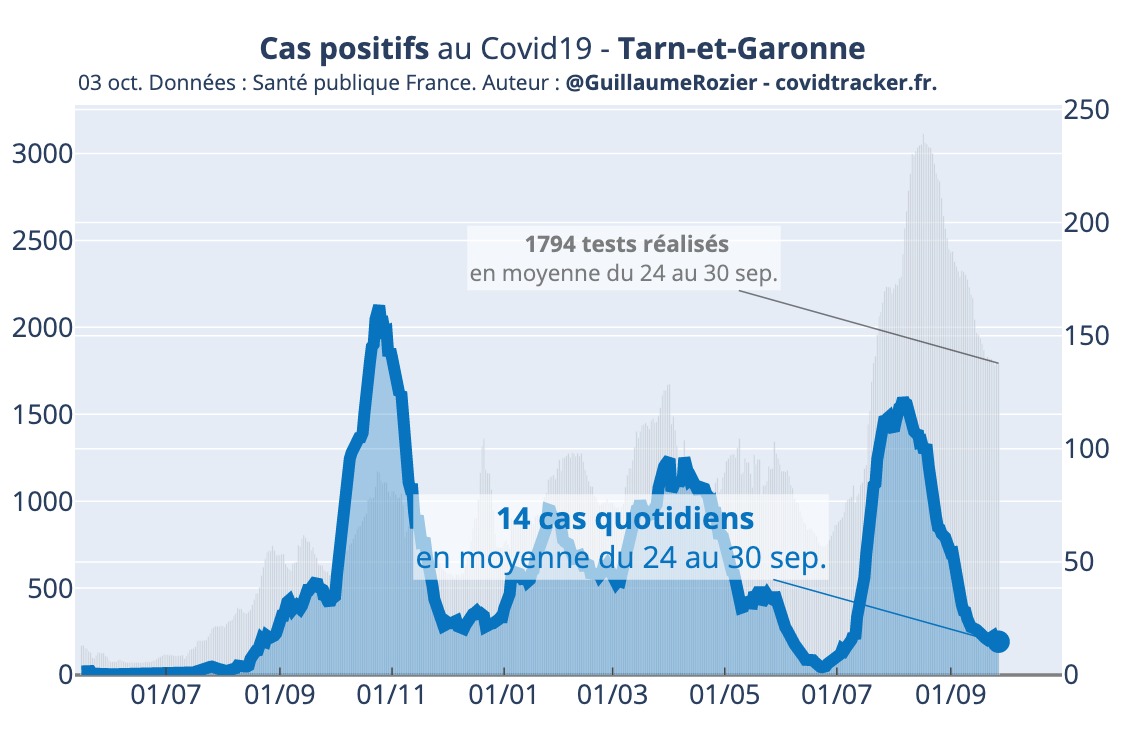 Cas positifs au Covid19 - Tarn-et-Garonne
03 oct. Données : Santé publique France. Auteur : @GuillaumeRozier - covidtracker.fr.
250
3000
200
2500
1794 tests réalisés
en moyenne du 24 au 30 sep.
2000
150
1500
100
1000
14 cas quotidiens
en moyenne du 24 au 30 sep.
50
500
0
0
01/07 01/09 01/11 01/01 01/03 01/05 01/07 01/09